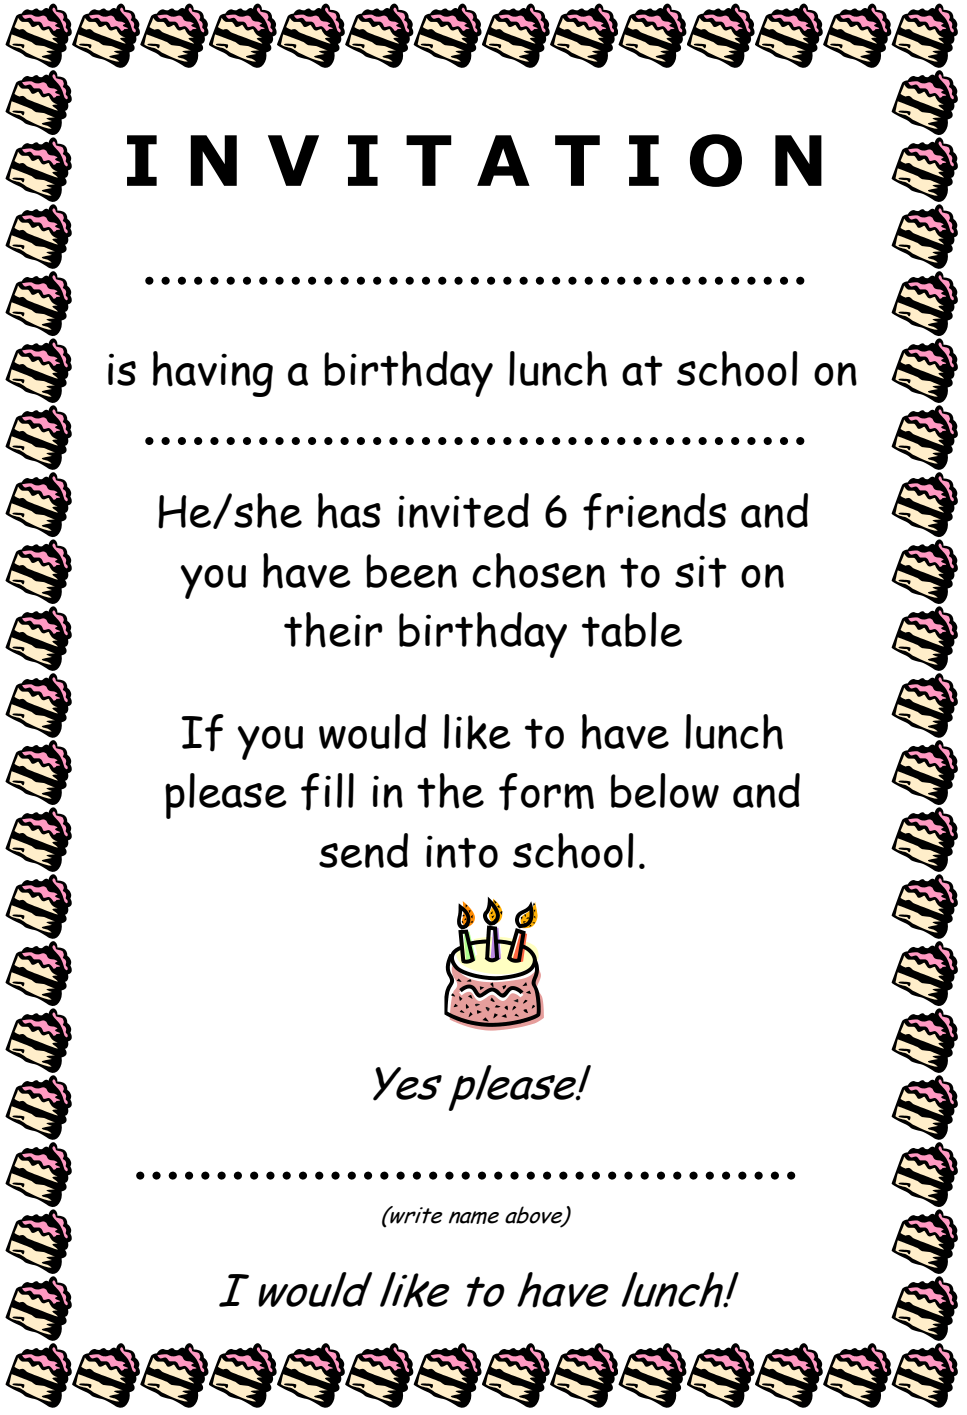 INVITATION
.........................................
is having a birthday lunch at school on
.........................................
He/she has invited 6 friends and
you have been chosen to sit on
their birthday table
If you would like to have lunch
please fill in the form below and
send into school.
Yes please!
.........................................
(write name above)
I would like to have lunch!